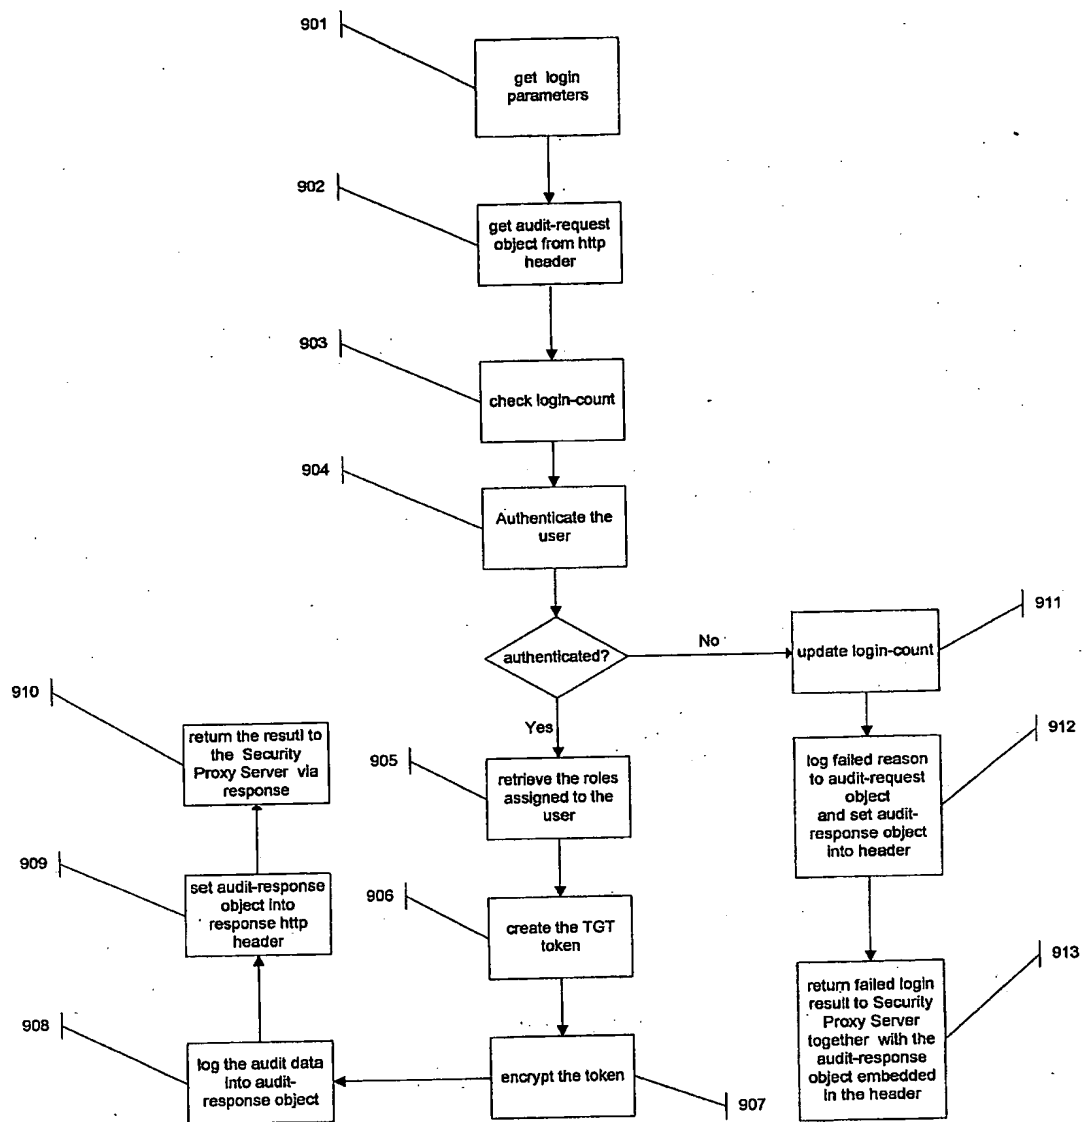 901
get login
parameters
902
get audit-request
object from http
header
903
check login-count
904
Authenticate the
user
authenticated?
No
update login-count
911
Yes
910
return the resutl to
the Security
Proxy Server via
response
905
retrieve the roles
assigned to the
user
log failed reason
to audit-request
object
and set audit-
response object
into header
912
909
set audit-response
object into
response http
header
906
create the TGT
token
return failed login
result to Security
Proxy Server
together with the
audit-response
object embedded
in the header
913
908
log the audit data
into audit-
response object
encrypt the token
907